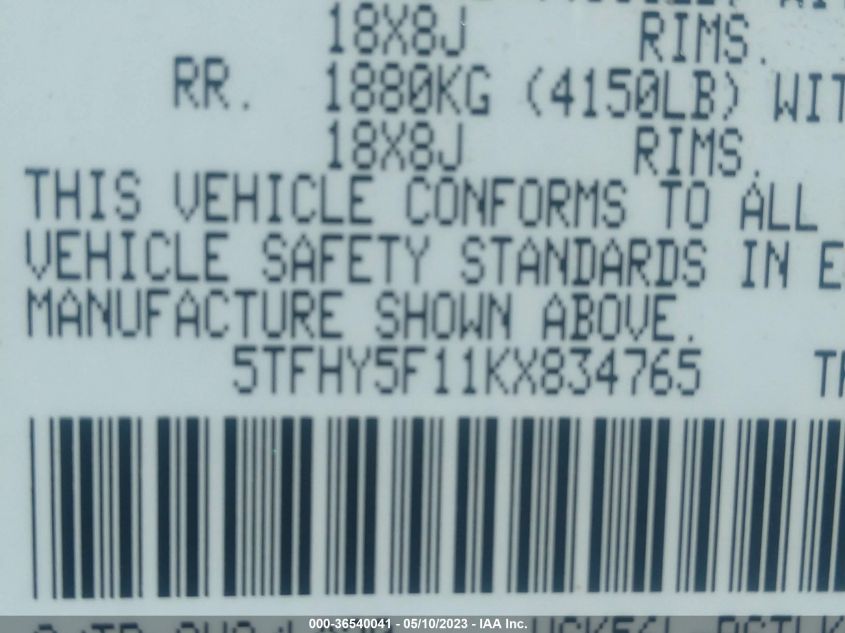 18X8J RIMS.
RR. 1880KG (4150LB) WIT
18X8J RIMS.
THIS VEHICLE CONFORMS TO ALL
VEHICLE SAFETY STANDARDS IN E
MANUFACTURE SHOWN ABOVE.
5TFHY5F11KX834765 TR
000-36540041 - 05/10/2023 - IAA Inc.